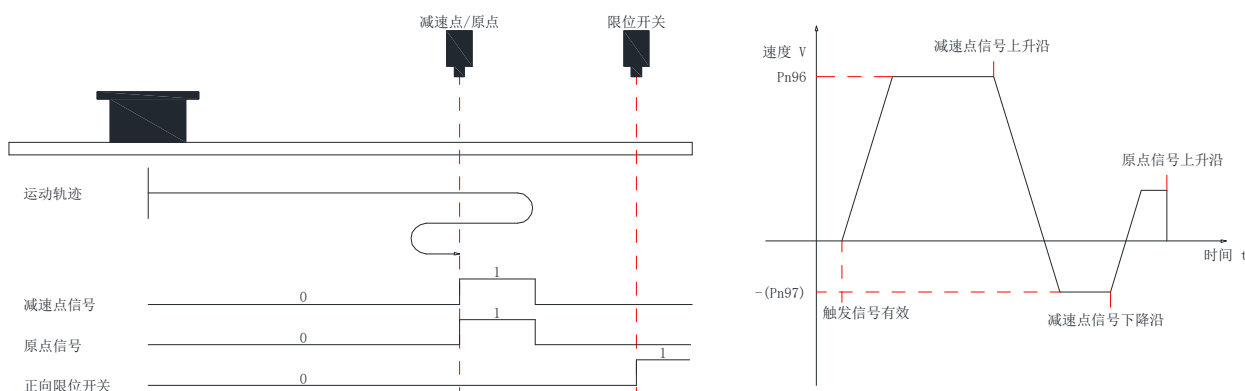 减速点/原点
限位开关
运动轨迹
减速点信号
0
1
原点信号
0
1
正向限位开关
0
1
速度 V
减速点信号上升沿
Pn96
原点信号上升沿
时间 t
-(Pn97)
触发信号有效
减速点信号下降沿